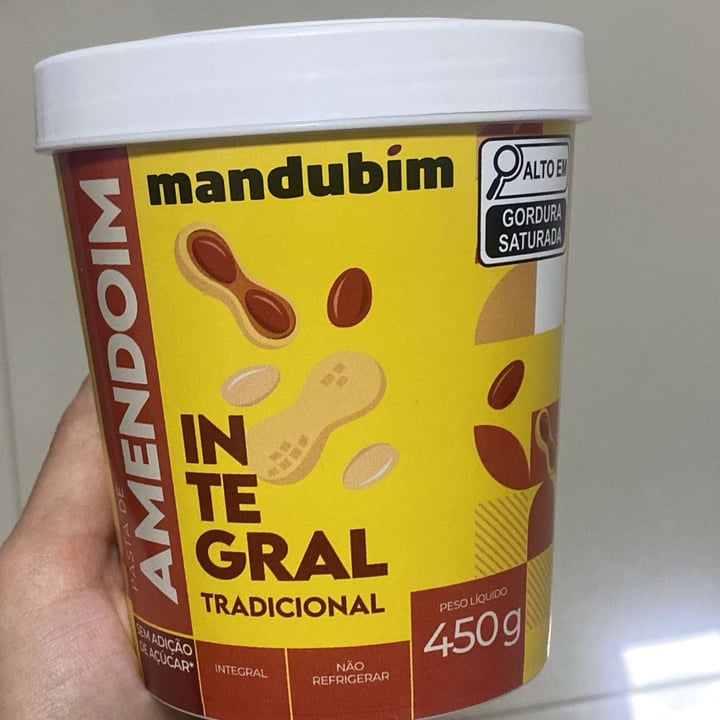 mandubim
ALTO EM
GORDURA
SATURADA
PASTA DE
AMENDOIM
IN
TE
GRAL
TRADICIONAL
PESO LÍQUIDO
450g
SEM ADIÇÃO
DE AÇÚCAR*
INTEGRAL
NÃO
REFRIGERAR